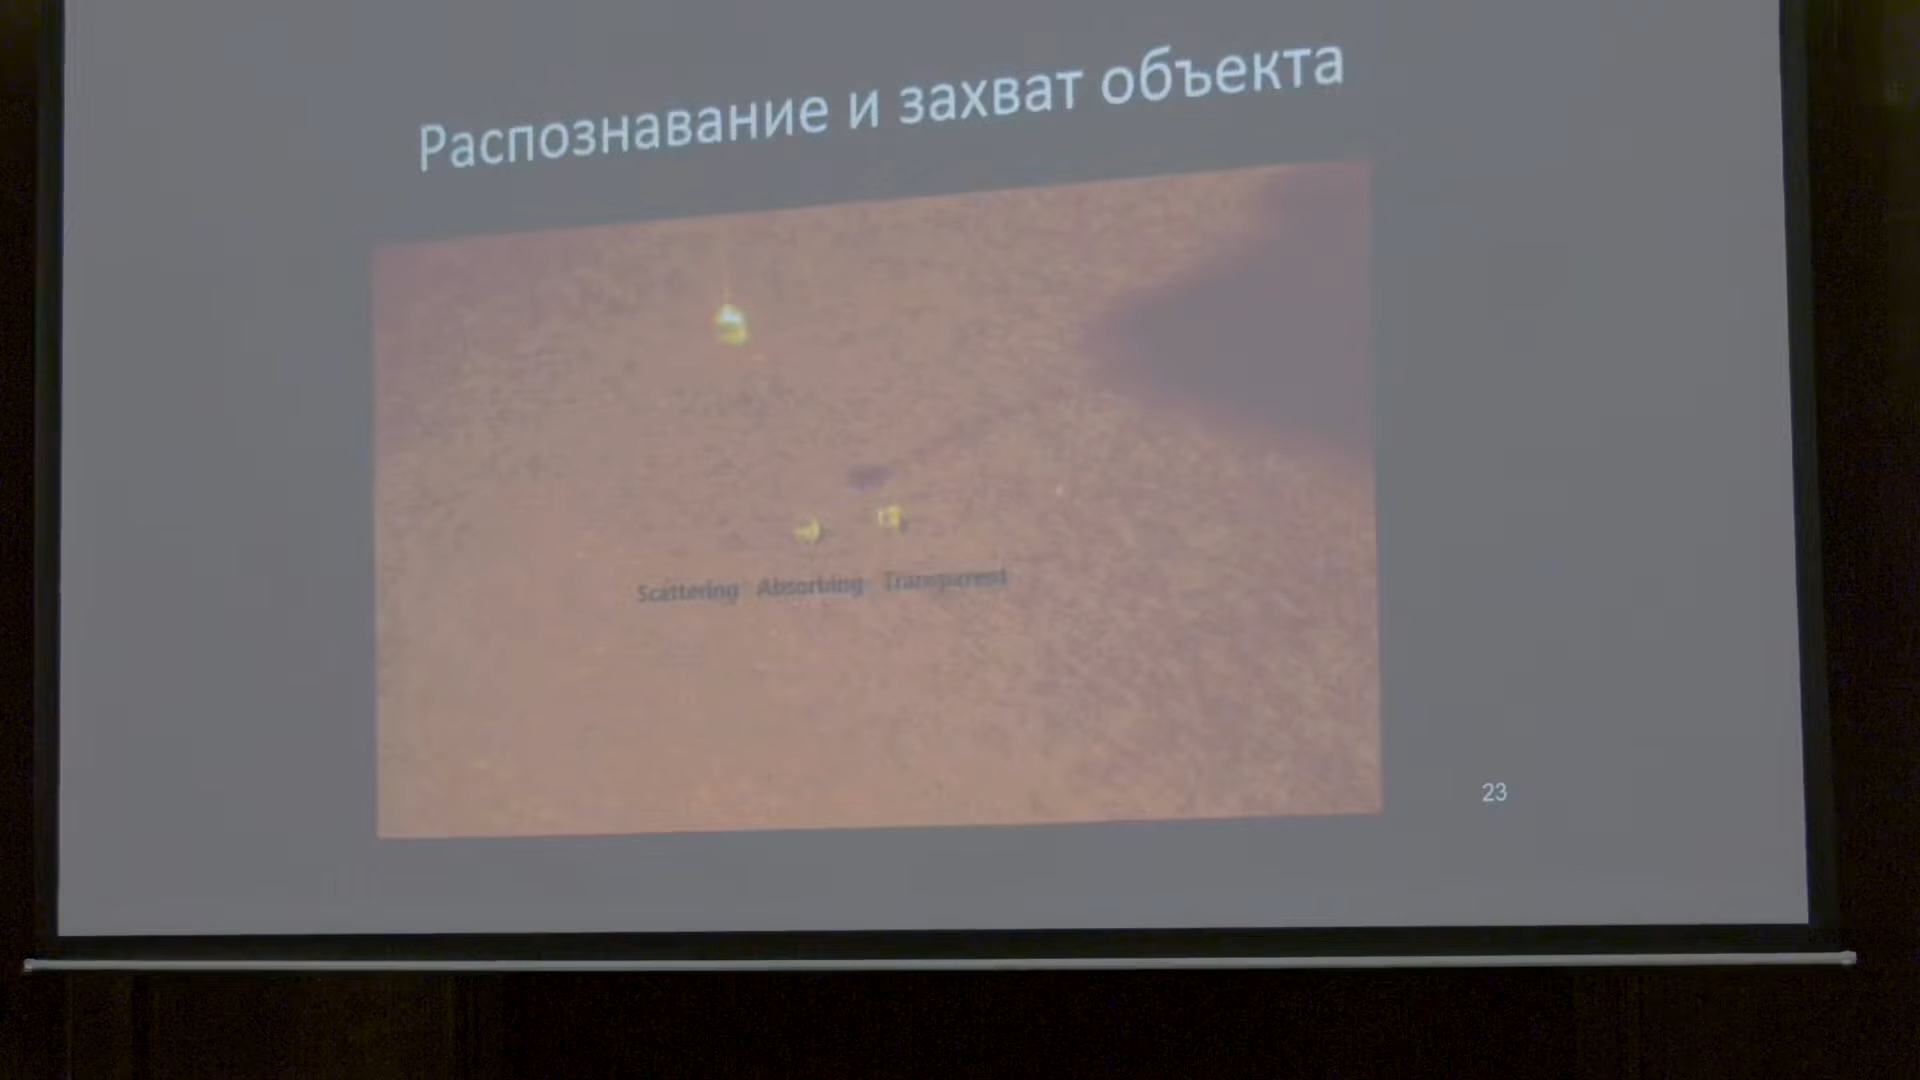 Распознавание и захват объекта
Scattering Absorbing Transparent
23